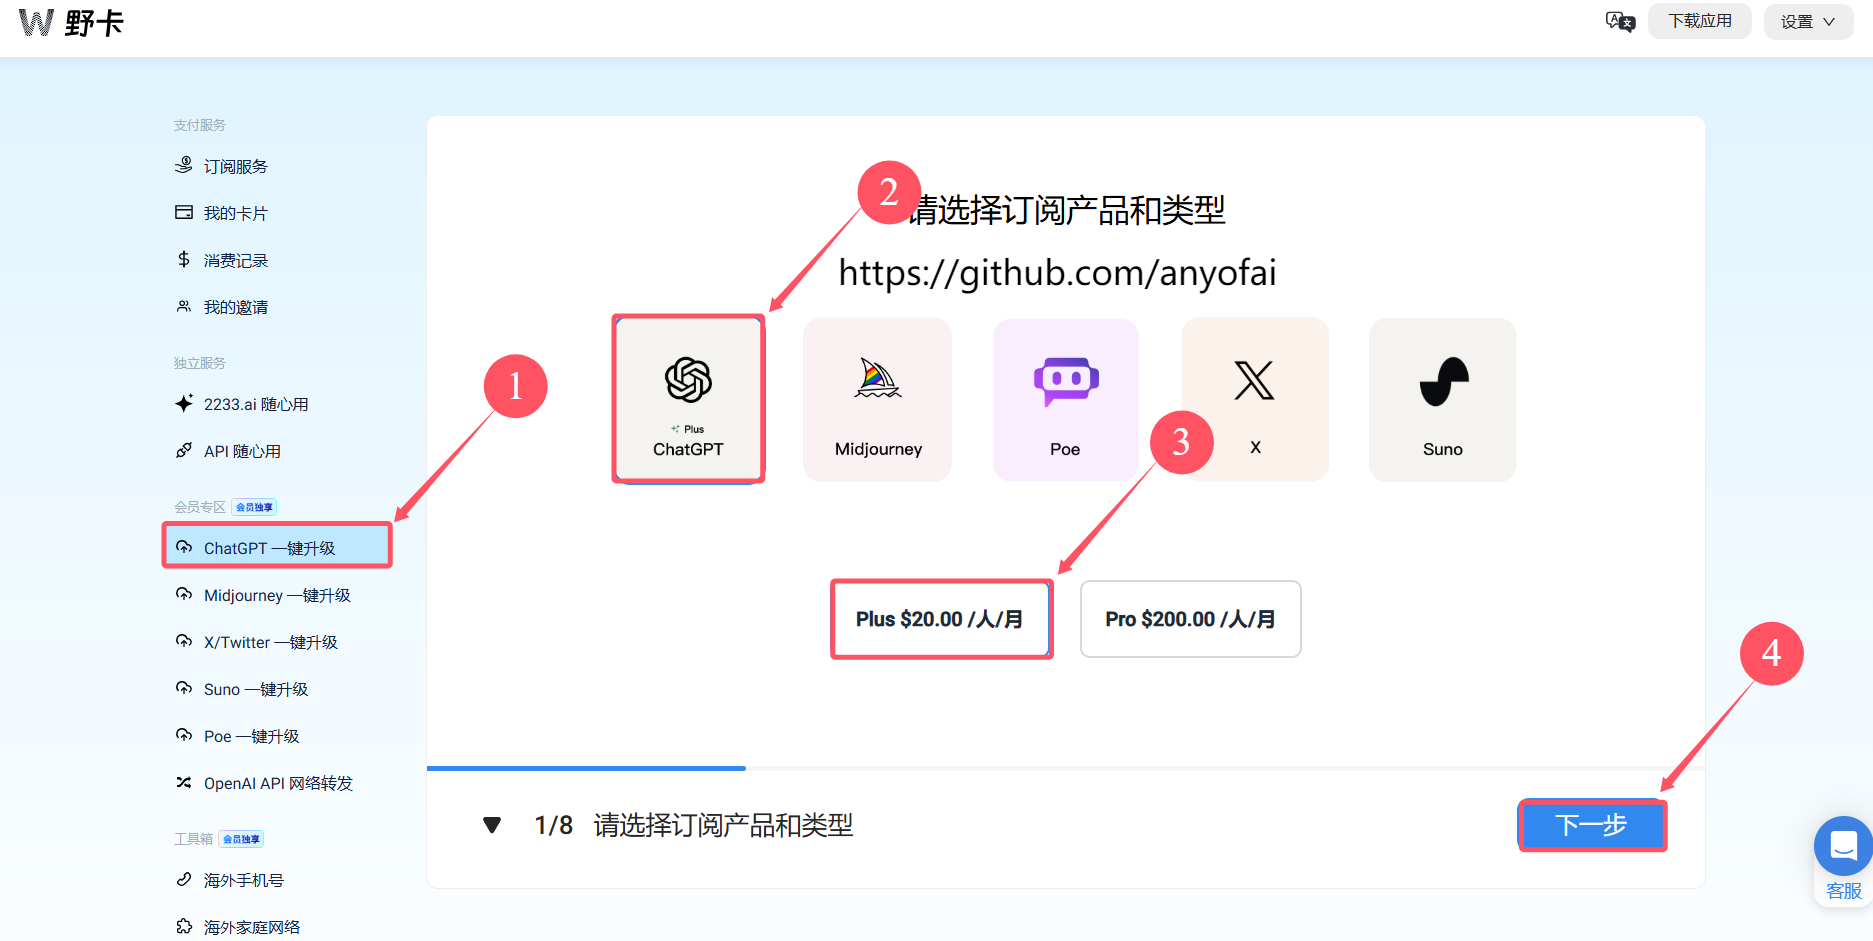 W 野卡
A 文
下载应用
设置
支付服务
订阅服务
我的卡片
消费记录
我的邀请
独立服务
2233.ai 随心用
API 随心用
会员专区 会员独享
ChatGPT 一键升级
Midjourney 一键升级
X/Twitter 一键升级
Suno 一键升级
Poe 一键升级
OpenAI API 网络转发
工具箱 会员独享
海外手机号
海外家庭网络
1
2
请选择订阅产品和类型
https://github.com/anyofai
Plus
ChatGPT
Midjourney
Poe
X
Suno
3
Plus $20.00 /人/月
Pro $200.00 /人/月
4
1/8 请选择订阅产品和类型
下一步
客服